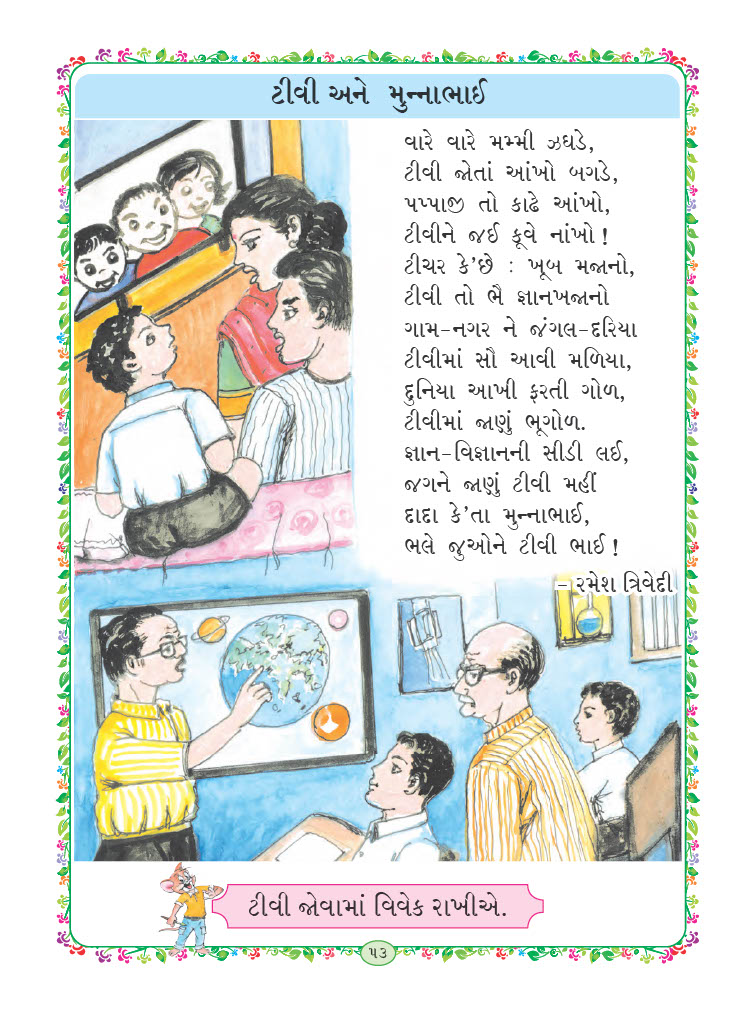 ટીવી અને મુન્નાભાઈ
વારે વારે મમ્મી ઝઘડે,
ટીવી જોતાં આંખો બગડે,
પપ્પાજી તો કાઢે આંખો,
ટીવીને જઈ કૂવે નાંખો !
ટીચર કે'છે : ખૂબ મજાનો,
ટીવી તો ભૈ જ્ઞાનખજાનો
ગામ-નગર ને જંગલ-દરિયા
ટીવીમાં સૌ આવી મળિયા,
દુનિયા આખી ફરતી ગોળ,
ટીવીમાં જાણું ભૂગોળ.
જ્ઞાન-વિજ્ઞાનની સીડી લઈ,
જગને જાણું ટીવી મહીં
દાદા કે'તા મુન્નાભાઈ,
ભલે જુઓને ટીવી ભાઈ !
– રમેશ ત્રિવેદી
ટીવી જોવામાં વિવેક રાખીએ.
૫૩